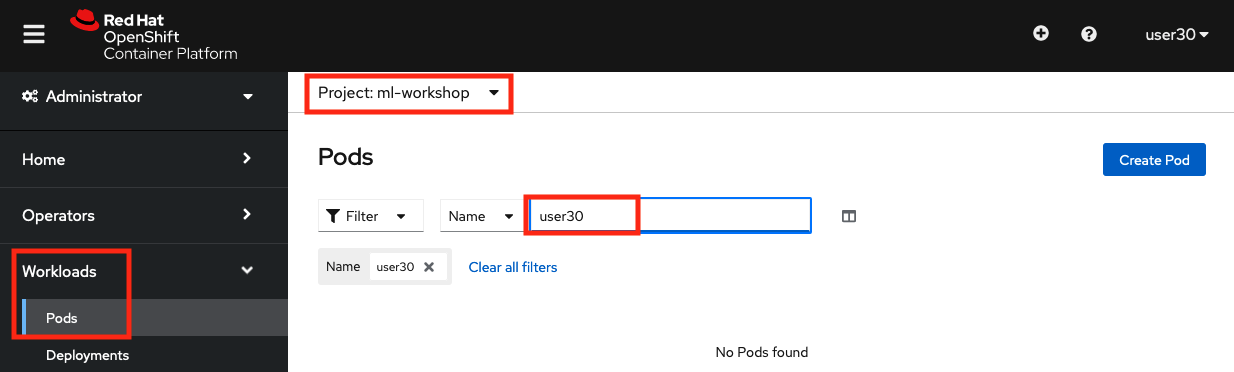 Red Hat
OpenShift
Container Platform
user30
Administrator
Home
Operators
Workloads
Pods
Deployments
Project: ml-workshop
Pods
Create Pod
Filter
Name
user30
Name user30
Clear all filters
No Pods found